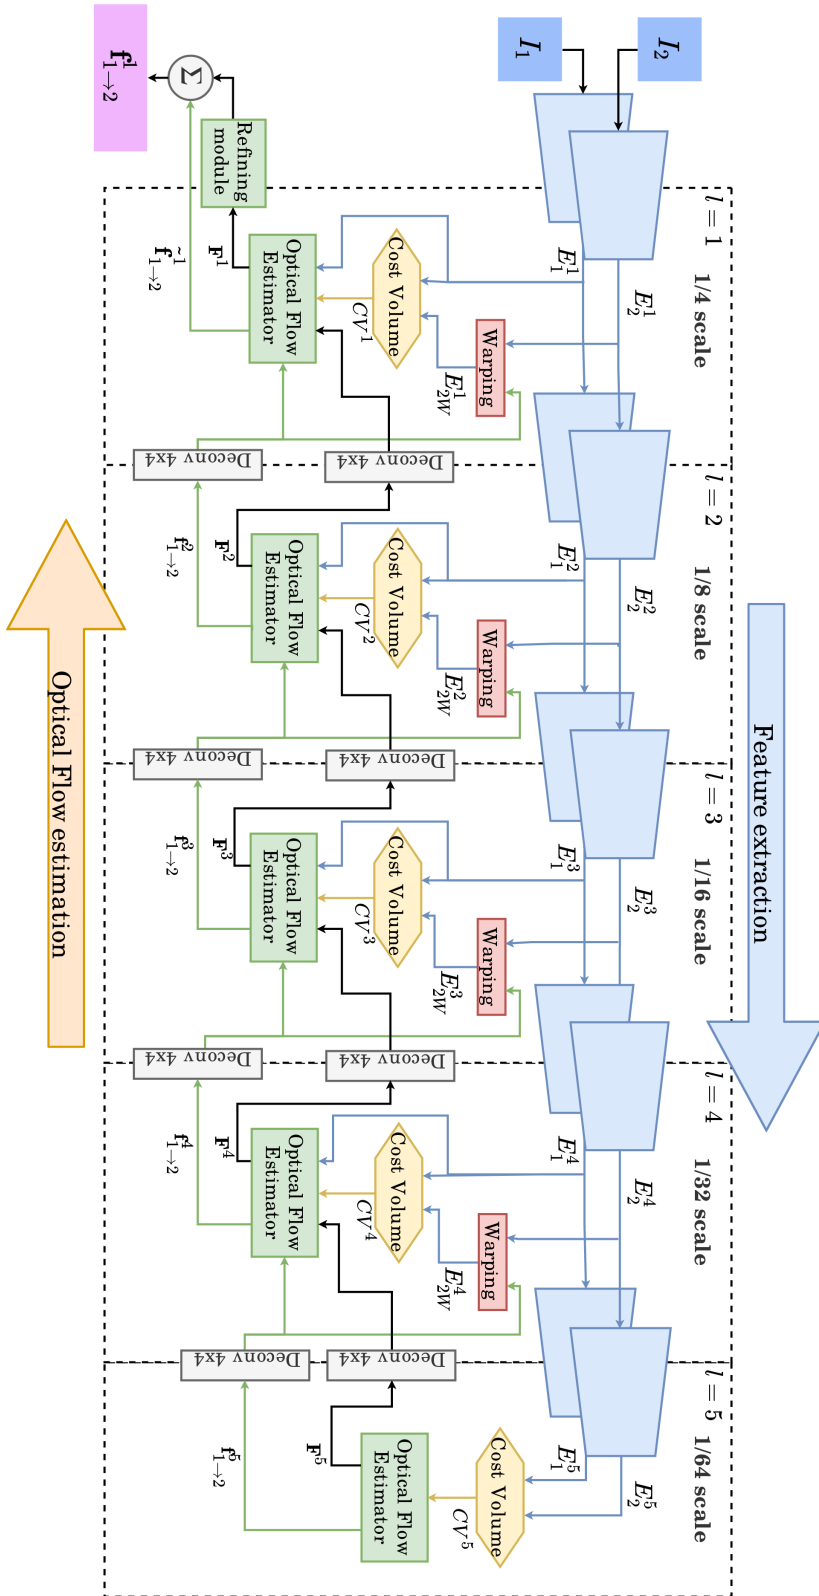 I₁
I₂
Feature extraction
l = 1
1/4 scale
E₁¹
E₂¹
Warping
E¹₂W
Cost Volume
CV¹
Optical Flow
Estimator
F¹
Refining
module
Σ
f¹₁→₂
f̃¹₁→₂
Deconv 4x4
Deconv 4x4
l = 2
1/8 scale
E₁²
E₂²
Warping
E²₂W
Cost Volume
CV²
Optical Flow
Estimator
F²
f²₁→₂
Deconv 4x4
Deconv 4x4
l = 3
1/16 scale
E₁³
E₂³
Warping
E³₂W
Cost Volume
CV³
Optical Flow
Estimator
F³
f³₁→₂
Deconv 4x4
Deconv 4x4
l = 4
1/32 scale
E₁⁴
E₂⁴
Warping
E⁴₂W
Cost Volume
CV⁴
Optical Flow
Estimator
F⁴
f⁴₁→₂
Deconv 4x4
Deconv 4x4
l = 5
1/64 scale
E₁⁵
E₂⁵
Cost Volume
CV⁵
Optical Flow
Estimator
F⁵
f⁵₁→₂
Optical Flow estimation